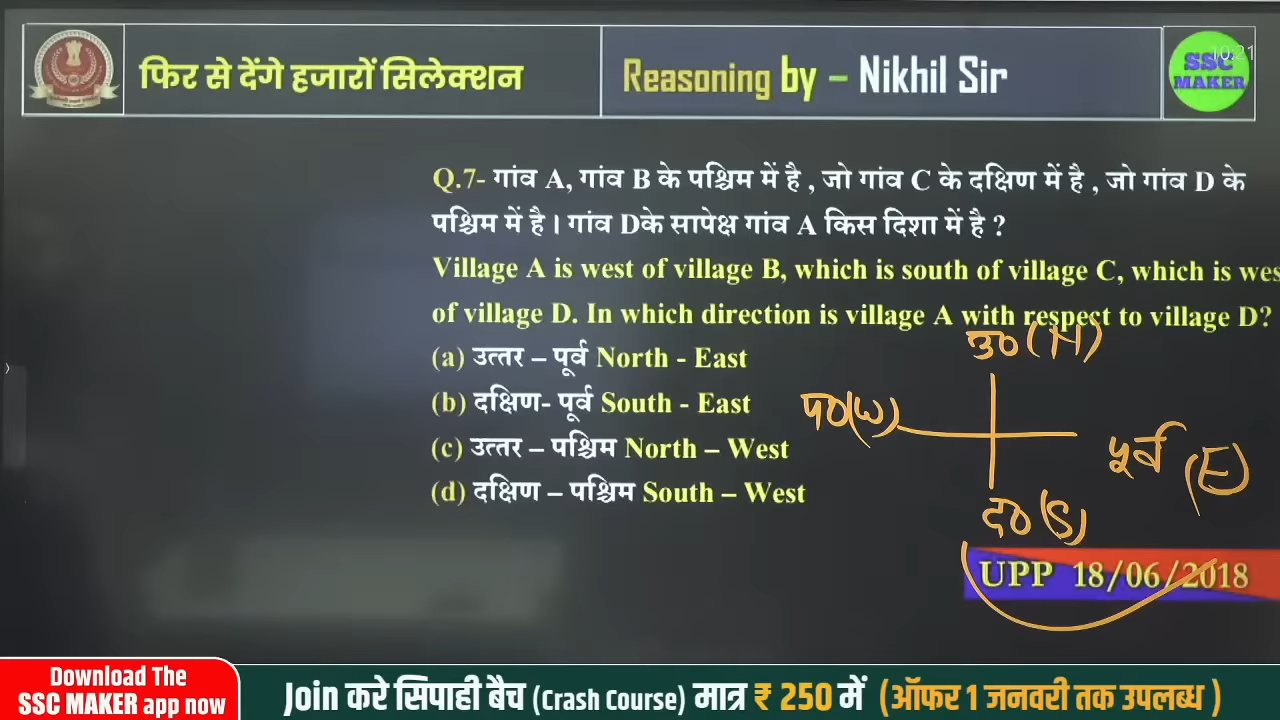 फिर से देंगे हजारों सिलेक्शन
Reasoning by – Nikhil Sir
10:21
SSC
MAKER
Q.7- गांव A, गांव B के पश्चिम में है , जो गांव C के दक्षिण में है , जो गांव D के
पश्चिम में है । गांव Dके सापेक्ष गांव A किस दिशा में है ?
Village A is west of village B, which is south of village C, which is wes
of village D. In which direction is village A with respect to village D?
(a) उत्तर – पूर्व North - East
(b) दक्षिण- पूर्व South - East
(c) उत्तर – पश्चिम North – West
(d) दक्षिण – पश्चिम South – West
उ०(N)
प०(W)
पूर्व (E)
द०(S)
UPP 18/06/2018
Download The
SSC MAKER app now
Join करे सिपाही बैच (Crash Course) मात्र ₹ 250 में (ऑफर 1 जनवरी तक उपलब्ध )